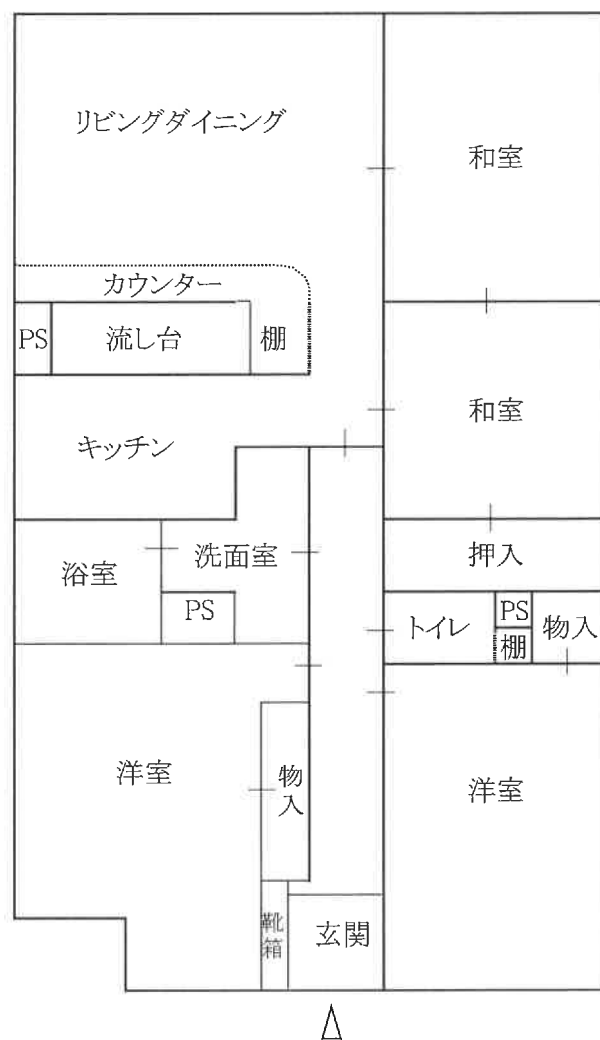 リビングダイニング
和室
カウンター
PS
流し台
棚
和室
キッチン
浴室
洗面室
押入
PS
トイレ
PS
棚
物入
洋室
物入
洋室
靴箱
玄関